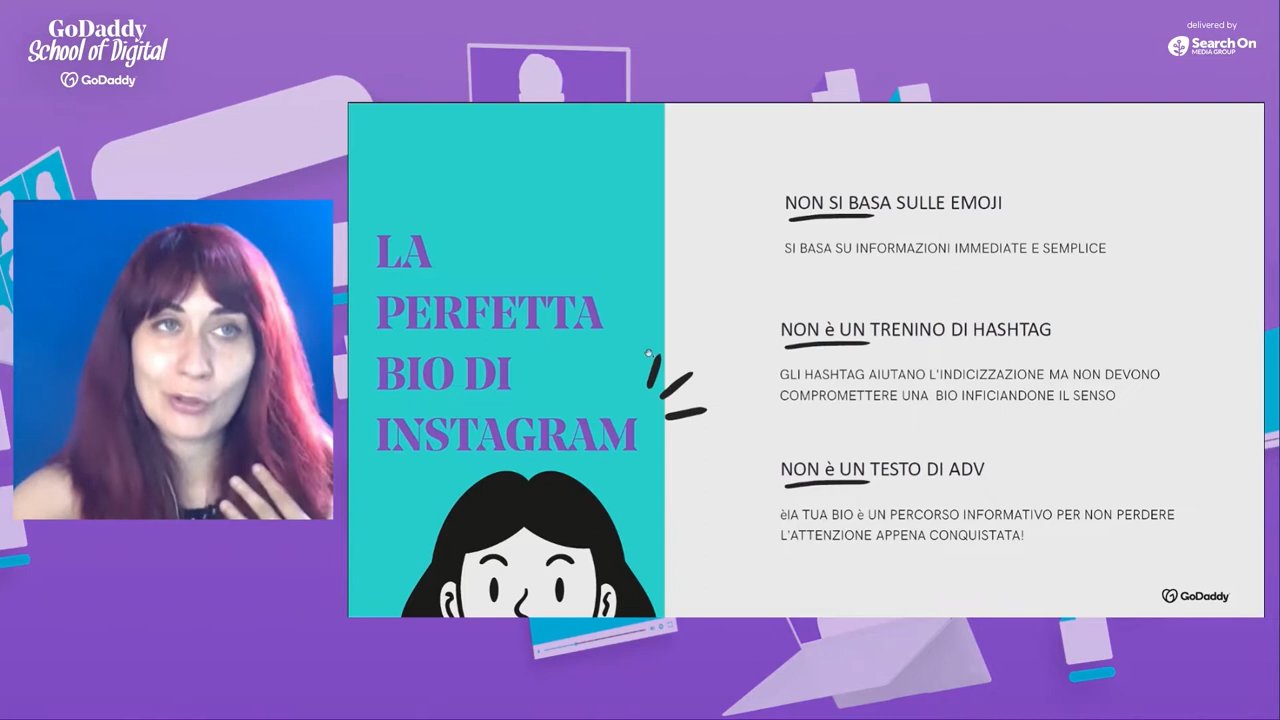 GoDaddy
School of Digital
GoDaddy
delivered by
Search On
MEDIA GROUP
LA
PERFETTA
BIO DI
INSTAGRAM
NON SI BASA SULLE EMOJI
SI BASA SU INFORMAZIONI IMMEDIATE E SEMPLICE
NON è UN TRENINO DI HASHTAG
GLI HASHTAG AIUTANO L'INDICIZZAZIONE MA NON DEVONO
COMPROMETTERE UNA BIO INFICIANDONE IL SENSO
NON è UN TESTO DI ADV
èlA TUA BIO è UN PERCORSO INFORMATIVO PER NON PERDERE
L'ATTENZIONE APPENA CONQUISTATA!
GoDaddy